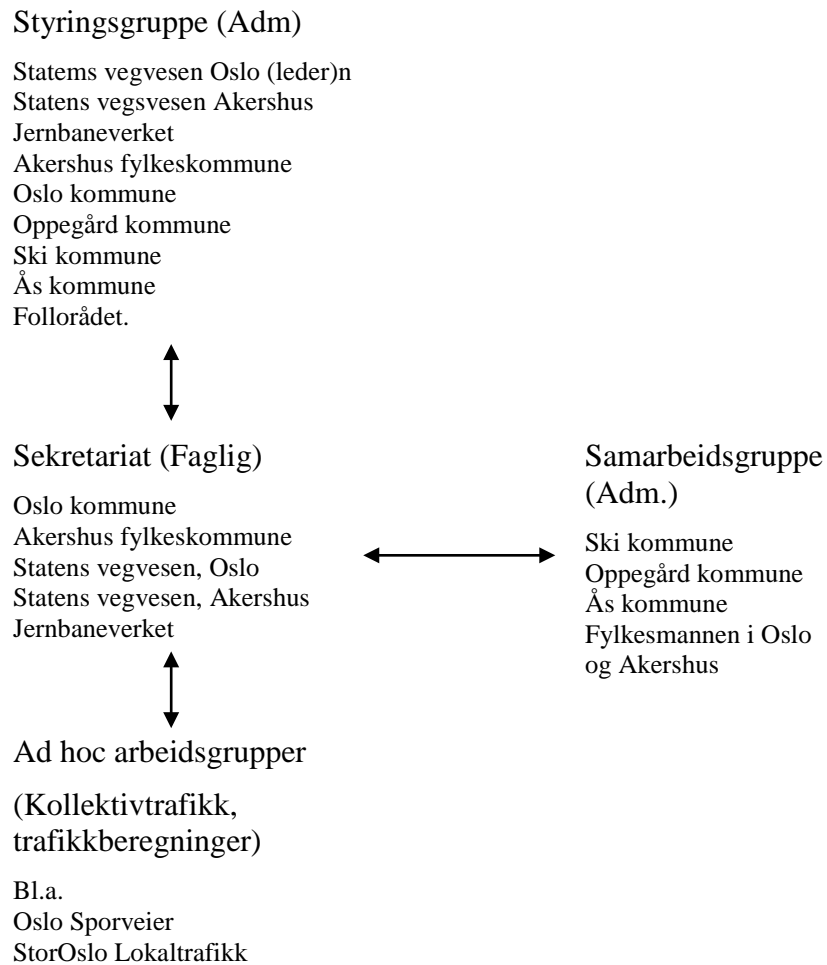 Styringsgruppe (Adm)
Statems vegvesen Oslo (leder)n
Statens vegsvesen Akershus
Jernbaneverket
Akershus fylkeskommune
Oslo kommune
Oppegård kommune
Ski kommune
Ås kommune
Follorådet.
Sekretariat (Faglig)
Oslo kommune
Akershus fylkeskommune
Statens vegvesen, Oslo
Statens vegvesen, Akershus
Jernbaneverket
Samarbeidsgruppe
(Adm.)
Ski kommune
Oppegård kommune
Ås kommune
Fylkesmannen i Oslo
og Akershus
Ad hoc arbeidsgrupper
(Kollektivtrafikk,
trafikkberegninger)
Bl.a.
Oslo Sporveier
StorOslo Lokaltrafikk